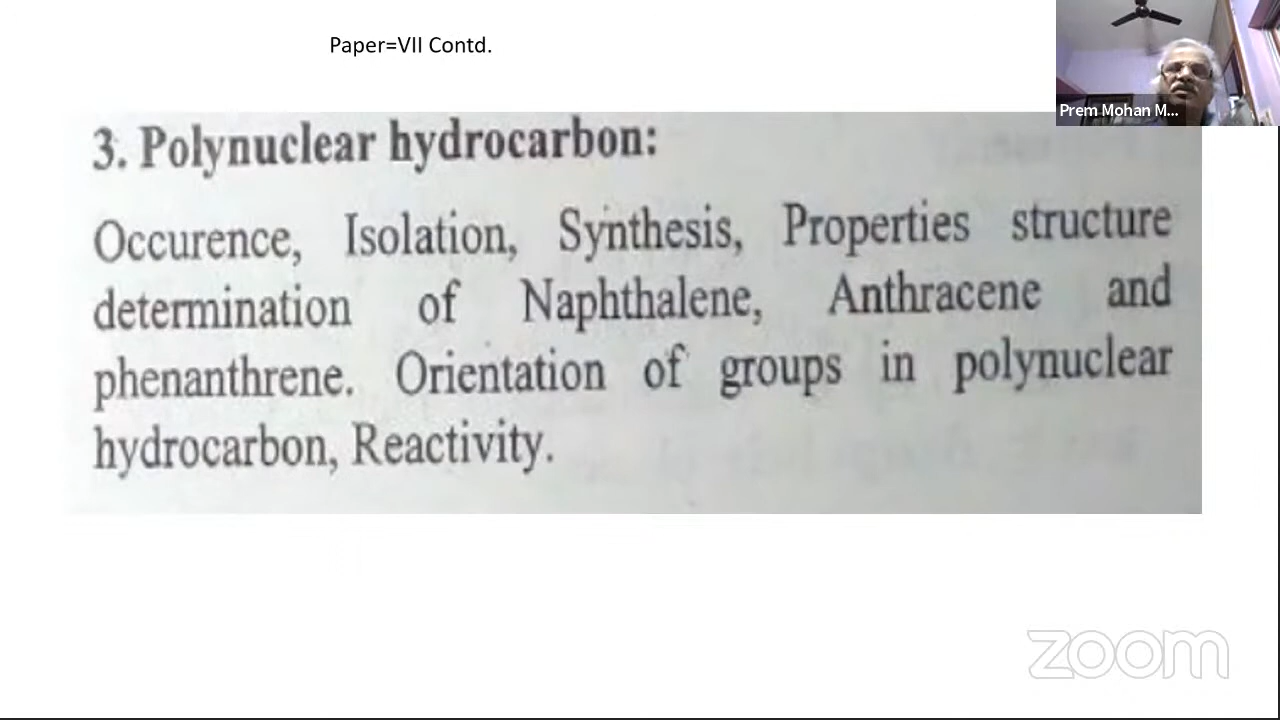 Paper=VII Contd.
Prem Mohan M...
3. Polynuclear hydrocarbon:
Occurence, Isolation, Synthesis, Properties structure
determination of Naphthalene, Anthracene and
phenanthrene. Orientation of groups in polynuclear
hydrocarbon, Reactivity.
zoom